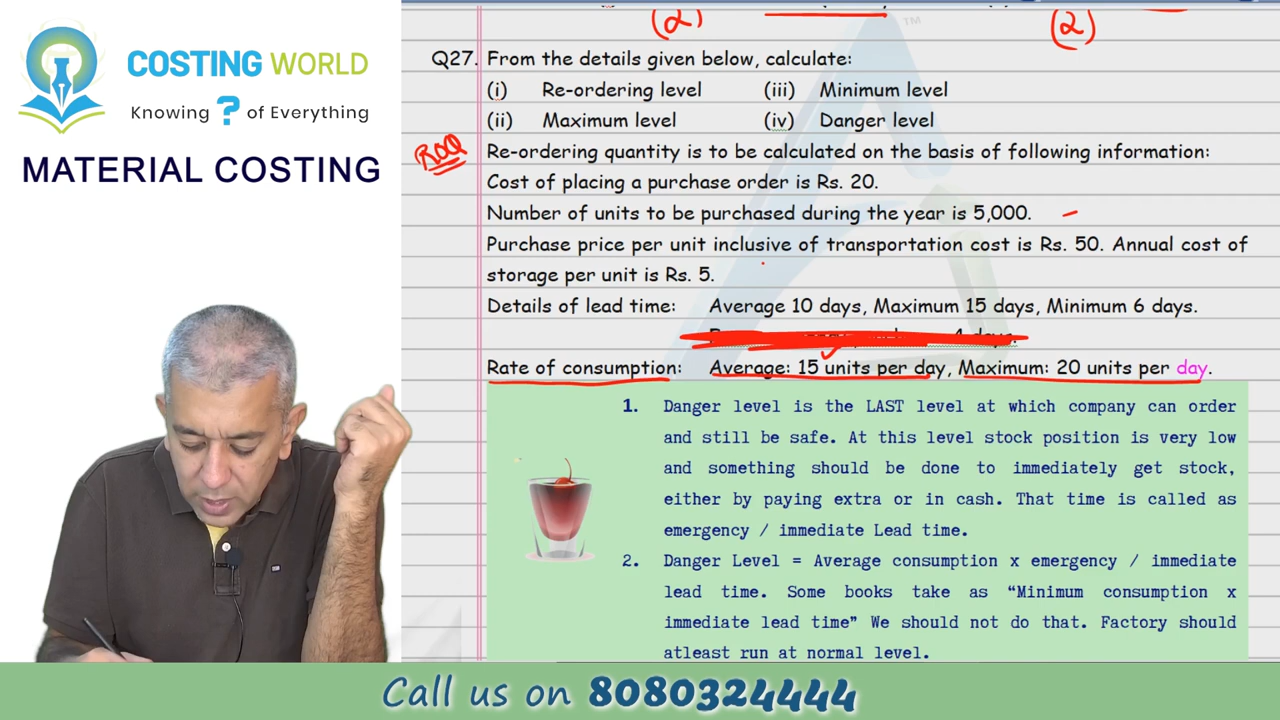 (2)
(2)
COSTING WORLD
Knowing ? of Everything
MATERIAL COSTING
Q27. From the details given below, calculate:
(i) Re-ordering level (iii) Minimum level
(ii) Maximum level (iv) Danger level
ROQ
Re-ordering quantity is to be calculated on the basis of following information:
Cost of placing a purchase order is Rs. 20.
Number of units to be purchased during the year is 5,000.
Purchase price per unit inclusive of transportation cost is Rs. 50. Annual cost of
storage per unit is Rs. 5.
Details of lead time: Average 10 days, Maximum 15 days, Minimum 6 days.
4 days.
Rate of consumption: Average: 15 units per day, Maximum: 20 units per day.
1. Danger level is the LAST level at which company can order
and still be safe. At this level stock position is very low
and something should be done to immediately get stock,
either by paying extra or in cash. That time is called as
emergency / immediate Lead time.
2. Danger Level = Average consumption x emergency / immediate
lead time. Some books take as “Minimum consumption x
immediate lead time” We should not do that. Factory should
atleast run at normal level.
Call us on 8080324444